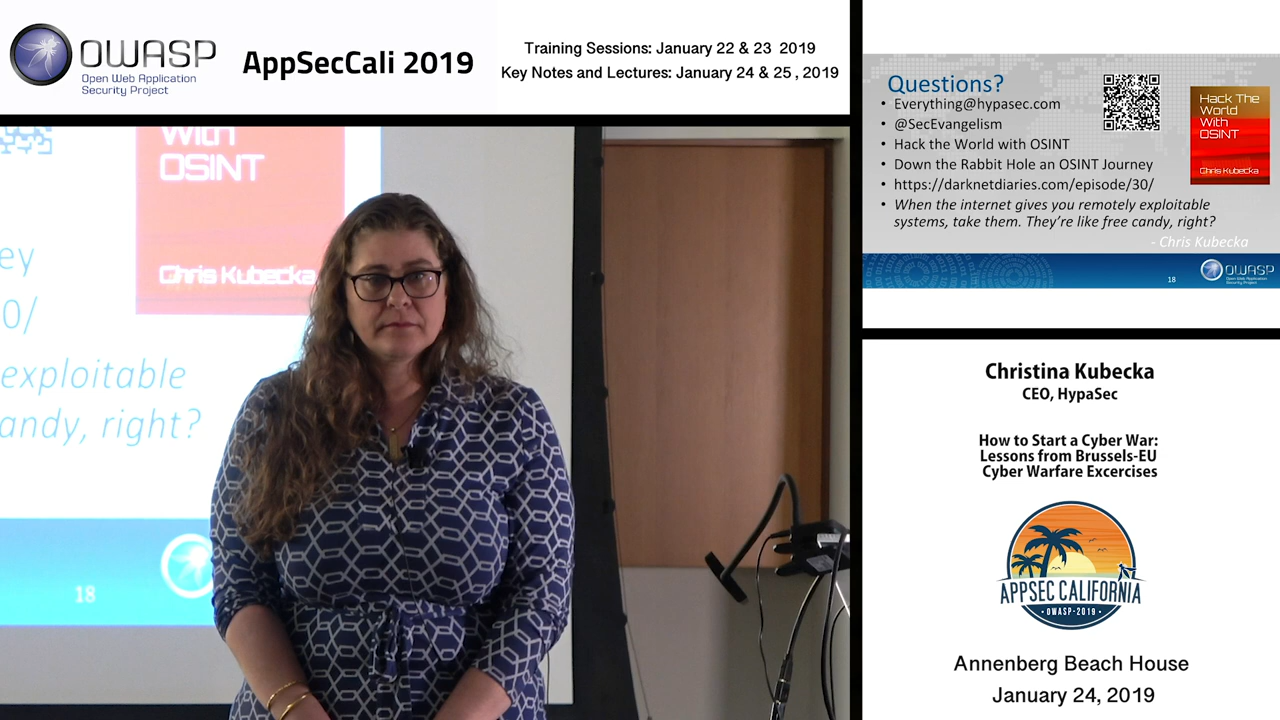 OWASP
Open Web Application
Security Project
AppSecCali 2019
Training Sessions: January 22 & 23 2019
Key Notes and Lectures: January 24 & 25 , 2019
With
OSINT
Chris Kubecka
ey
0/
exploitable
andy, right?
18
Questions?
• Everything@hypasec.com
• @SecEvangelism
• Hack the World with OSINT
• Down the Rabbit Hole an OSINT Journey
• https://darknetdiaries.com/episode/30/
• When the internet gives you remotely exploitable
systems, take them. They're like free candy, right?
- Chris Kubecka
Hack The
World
With
OSINT
Chris Kubecka
18
OWASP
Open Web Application
Security Project
Christina Kubecka
CEO, HypaSec
How to Start a Cyber War:
Lessons from Brussels-EU
Cyber Warfare Excercises
APPSEC CALIFORNIA
• OWASP-2019 •
Annenberg Beach House
January 24, 2019